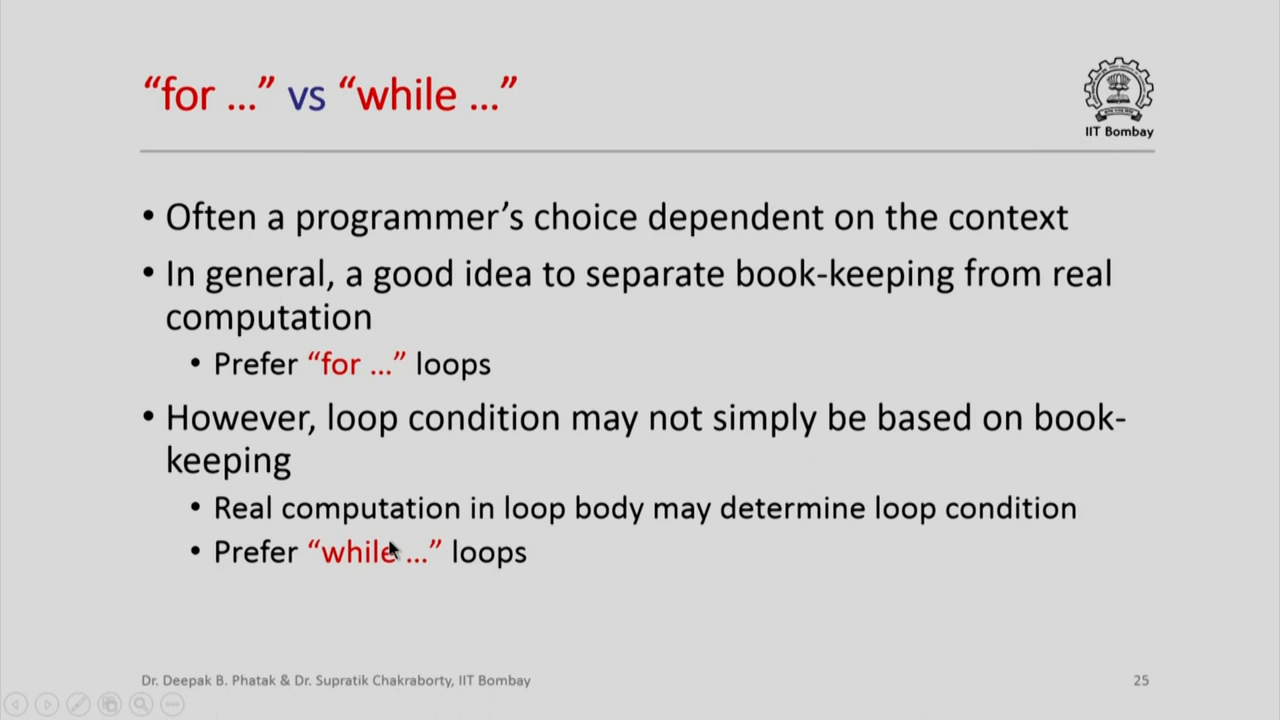 “for …” vs “while …”
IIT Bombay
• Often a programmer’s choice dependent on the context
• In general, a good idea to separate book-keeping from real
computation
• Prefer “for …” loops
• However, loop condition may not simply be based on book-
keeping
• Real computation in loop body may determine loop condition
• Prefer “while …” loops
Dr. Deepak B. Phatak & Dr. Supratik Chakraborty, IIT Bombay
25